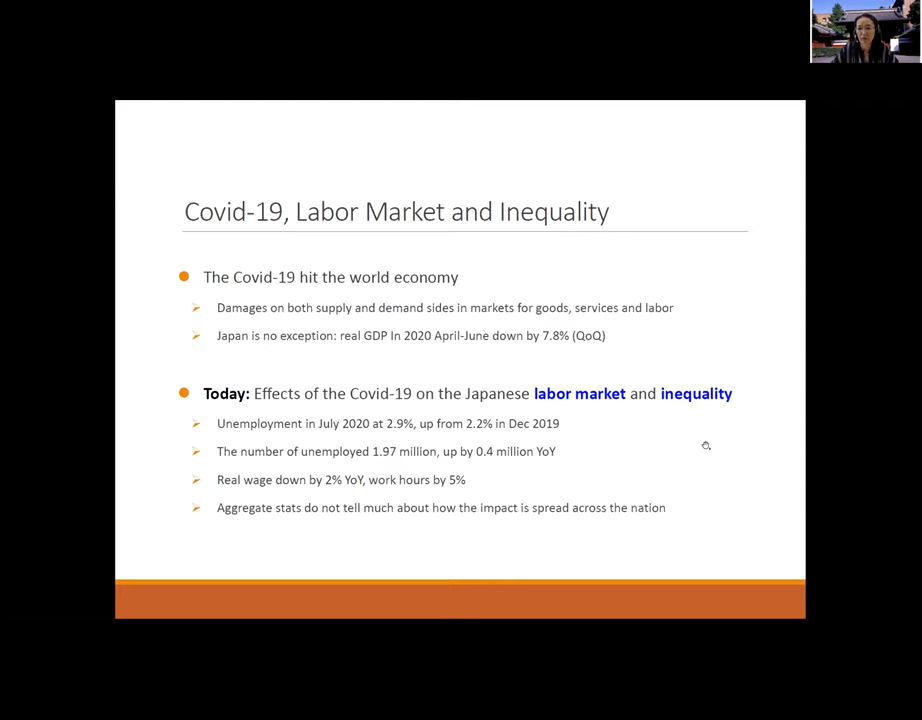 Covid-19, Labor Market and Inequality
The Covid-19 hit the world economy
Damages on both supply and demand sides in markets for goods, services and labor
Japan is no exception: real GDP In 2020 April-June down by 7.8% (QoQ)
Today: Effects of the Covid-19 on the Japanese labor market and inequality
Unemployment in July 2020 at 2.9%, up from 2.2% in Dec 2019
The number of unemployed 1.97 million, up by 0.4 million YoY
Real wage down by 2% YoY, work hours by 5%
Aggregate stats do not tell much about how the impact is spread across the nation